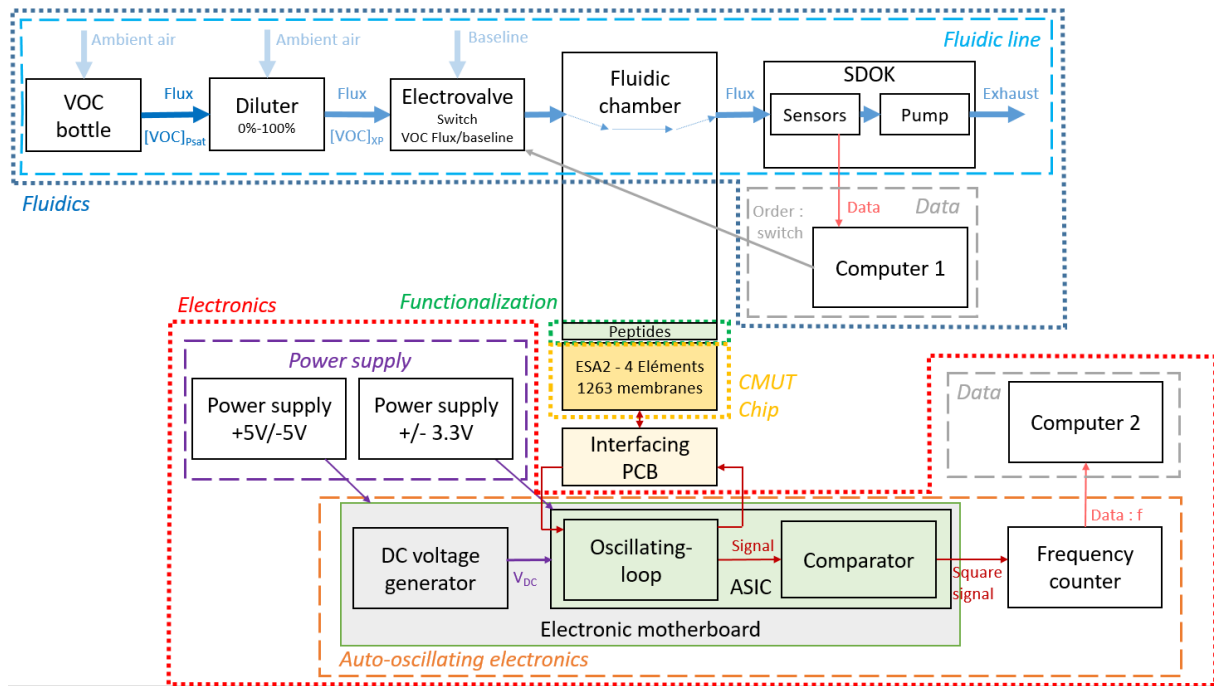 Ambient air
Ambient air
Baseline
Fluidic line
VOC
bottle
Flux
[VOC]Psat
Diluter
0%-100%
Flux
[VOC]XP
Electrovalve
Switch
VOC Flux/baseline
Fluidic
chamber
Flux
SDOK
Sensors
Pump
Exhaust
Fluidics
Data
Data
Order :
switch
Computer 1
Electronics
Functionalization
Peptides
Power supply
Power supply
+5V/-5V
Power supply
+/- 3.3V
ESA2 - 4 Eléments
1263 membranes
CMUT
Chip
Interfacing
PCB
Data
Computer 2
Data : f
DC voltage
generator
VDC
Oscillating-
loop
Signal
Comparator
ASIC
Square
signal
Frequency
counter
Electronic motherboard
Auto-oscillating electronics